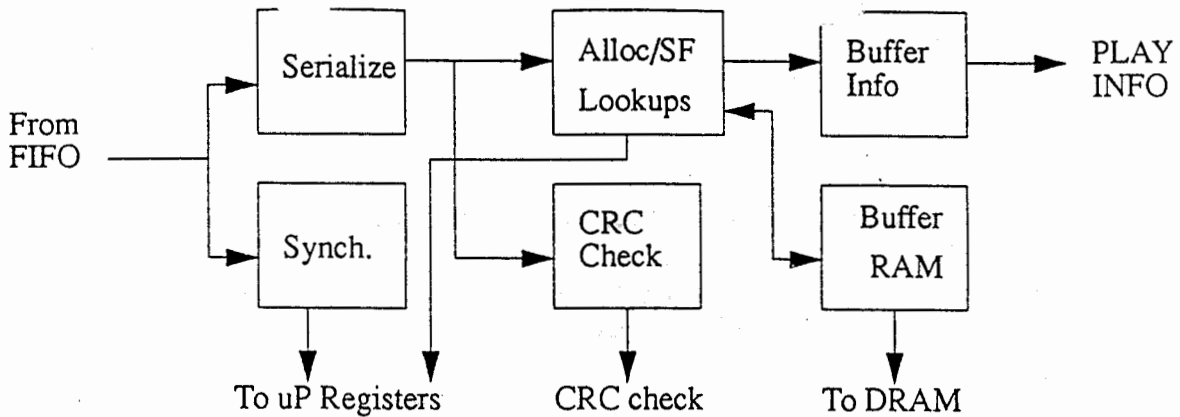 From
FIFO
Serialize
Alloc/SF
Lookups
Buffer
Info
PLAY
INFO
Synch.
CRC
Check
Buffer
RAM
To uP Registers
CRC check
To DRAM